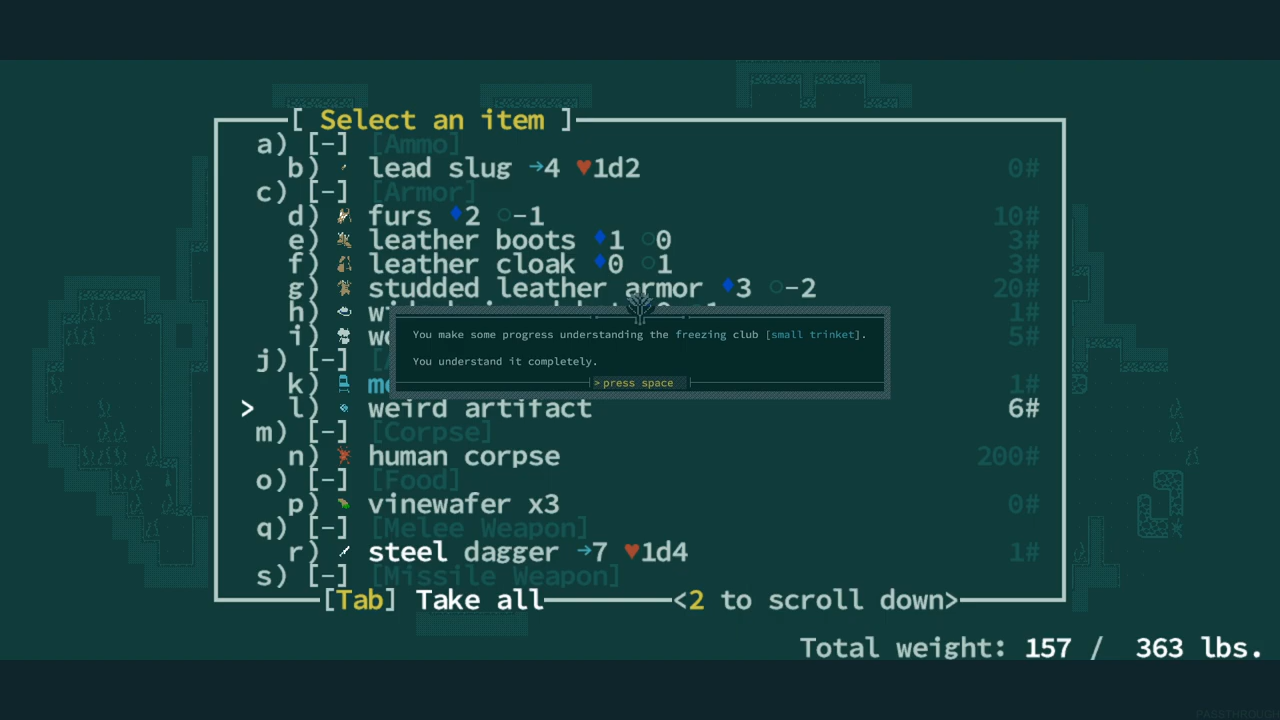 [ Select an item ]
a) [-] [Ammo]
b) lead slug →4 ♥1d2 0#
c) [-] [Armor]
d) furs ♦2 ○-1 10#
e) leather boots ♦1 ○0 3#
f) leather cloak ♦0 ○1 3#
g) studded leather armor ♦3 ○-2 20#
h) 1#
i) 5#
You make some progress understanding the freezing club [small trinket].
You understand it completely.
> press space
j) [-]
k) 1#
> l) weird artifact 6#
m) [-] [Corpse]
n) human corpse 200#
o) [-] [Food]
p) vinewafer x3 0#
q) [-] [Melee Weapon]
r) steel dagger →7 ♥1d4 1#
s) [-] [Missile Weapon]
[Tab] Take all <2 to scroll down>
Total weight: 157 / 363 lbs.